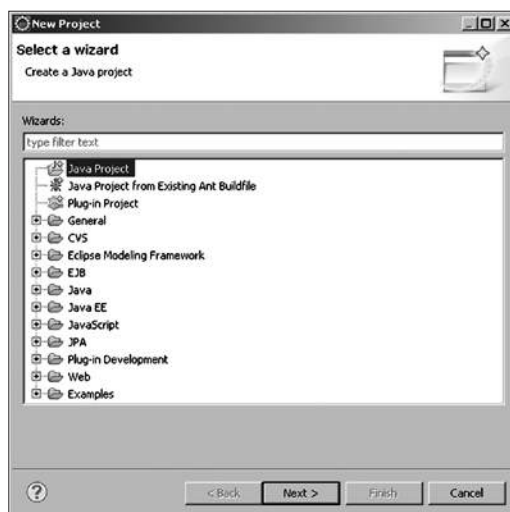 New Project
Select a wizard
Create a Java project
Wizards:
type filter text
Java Project
Java Project from Existing Ant Buildfile
Plug-in Project
General
CVS
Eclipse Modeling Framework
EJB
Java
Java EE
JavaScript
JPA
Plug-in Development
Web
Examples
? < Back Next > Finish Cancel